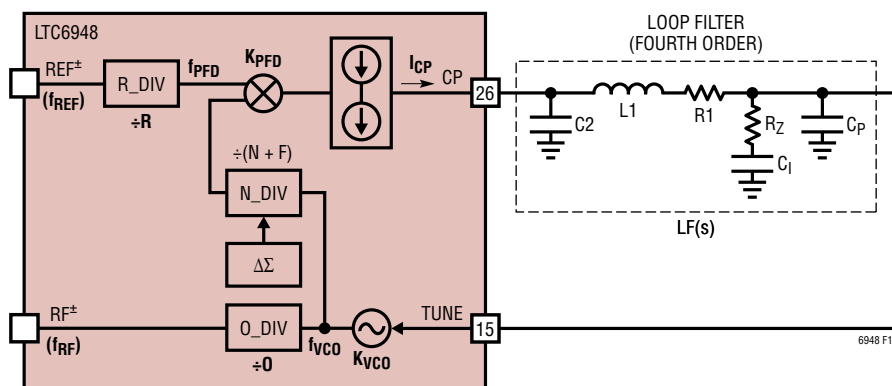 LTC6948
REF±
(fREF)
R_DIV
÷R
fPFD
KPFD
ICP
CP
26
÷(N + F)
N_DIV
ΔΣ
RF±
(fRF)
O_DIV
÷O
fVCO
KVCO
TUNE
15
LOOP FILTER
(FOURTH ORDER)
L1
R1
C2
RZ
CI
CP
LF(s)
6948 F1